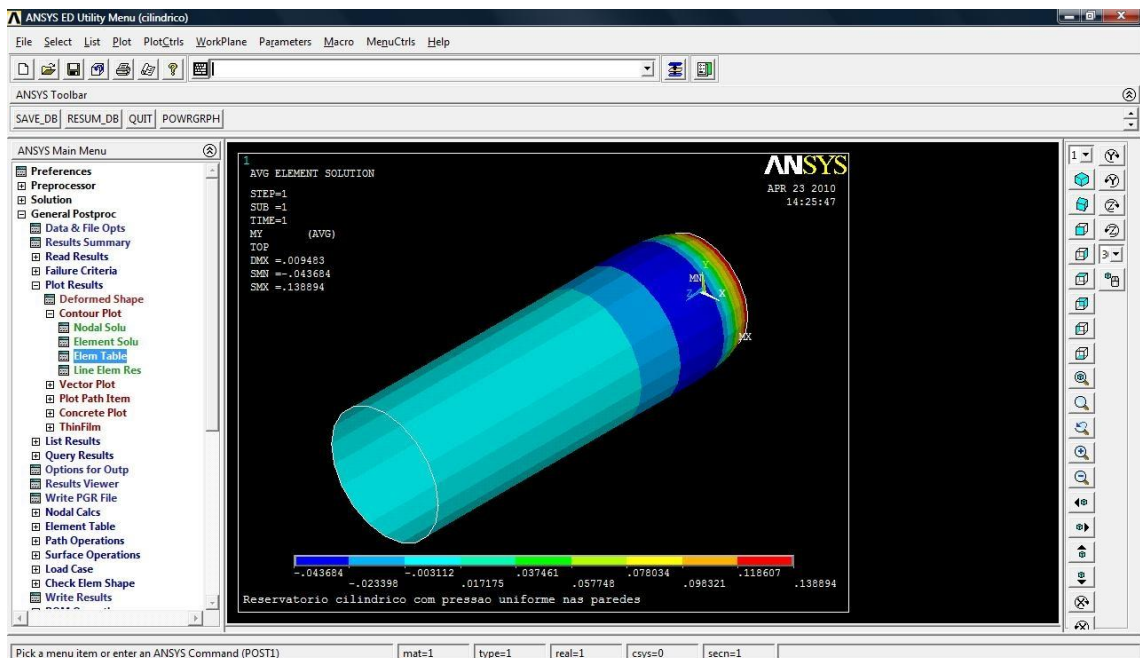 ANSYS ED Utility Menu (cilindrico)
File Select List Plot PlotCtrls WorkPlane Parameters Macro MenuCtrls Help
ANSYS Toolbar
SAVE_DB RESUM_DB QUIT POWRGRPH
ANSYS Main Menu
Preferences
Preprocessor
Solution
General Postproc
Data & File Opts
Results Summary
Read Results
Failure Criteria
Plot Results
Deformed Shape
Contour Plot
Nodal Solu
Element Solu
Elem Table
Line Elem Res
Vector Plot
Plot Path Item
Concrete Plot
ThinFilm
List Results
Query Results
Options for Outp
Results Viewer
Write PGR File
Nodal Calcs
Element Table
Path Operations
Surface Operations
Load Case
Check Elem Shape
Write Results
1
AVG ELEMENT SOLUTION
STEP=1
SUB =1
TIME=1
MY (AVG)
TOP
DMX =.009483
SMN =-.043684
SMX =.138894
ANSYS
APR 23 2010
14:25:47
Y
MN
Z X
MX
-.043684 -.003112 .037461 .078034 .118607
-.023398 .017175 .057748 .098321 .138894
Reservatorio cilindrico com pressao uniforme nas paredes
1
Pick a menu item or enter an ANSYS Command (POST1) mat=1 type=1 real=1 csys=0 secn=1